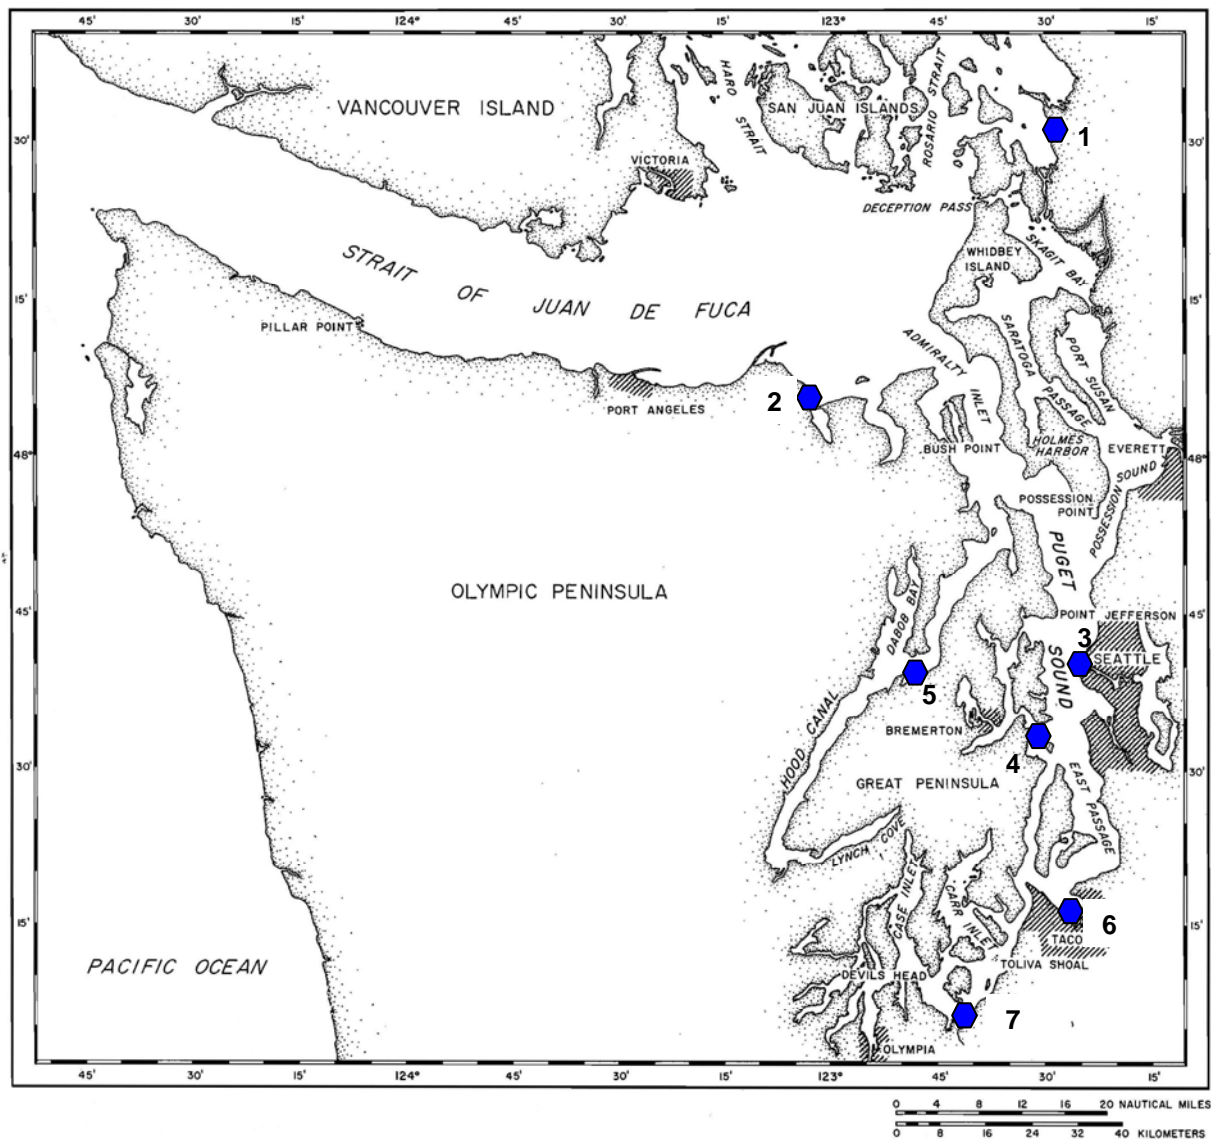 45' 30' 15' 124° 45' 30' 15' 123° 45' 30' 15'
VANCOUVER ISLAND
HARO STRAIT
SAN JUAN ISLANDS
ROSARIO STRAIT
1
30' 30'
VICTORIA
DECEPTION PASS
WHIDBEY
ISLAND
SKAGIT BAY
STRAIT OF JUAN DE FUCA
15' 15'
PILLAR POINT
ADMIRALTY INLET
SARATOGA PASSAGE
PORT SUSAN
PORT ANGELES
2
BUSH POINT
HOLMES
HARBOR
EVERETT
48° 48°
POSSESSION
POINT
POSSESSION SOUND
PUGET SOUND
OLYMPIC PENINSULA
DABOB BAY
45' 45'
POINT JEFFERSON
3
SEATTLE
5
HOOD CANAL
BREMERTON
4
30' 30'
GREAT PENINSULA
EAST PASSAGE
LYNCH COVE
CASE INLET
CARR INLET
15' 15'
6
TACO
PACIFIC OCEAN
TOLIVA SHOAL
DEVILS HEAD
7
OLYMPIA
45' 30' 15' 124° 45' 30' 15' 123° 45' 30' 15'
0 4 8 12 16 20 NAUTICAL MILES
0 8 16 24 32 40 KILOMETERS